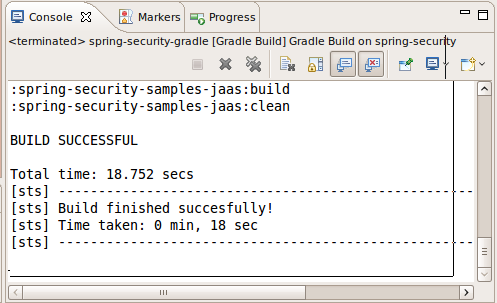 Console Markers Progress
<terminated> spring-security-gradle [Gradle Build] Gradle Build on spring-security
:spring-security-samples-jaas:build
:spring-security-samples-jaas:clean
BUILD SUCCESSFUL
Total time: 18.752 secs
[sts] -----------------------------------------------------
[sts] Build finished succesfully!
[sts] Time taken: 0 min, 18 sec
[sts] -----------------------------------------------------